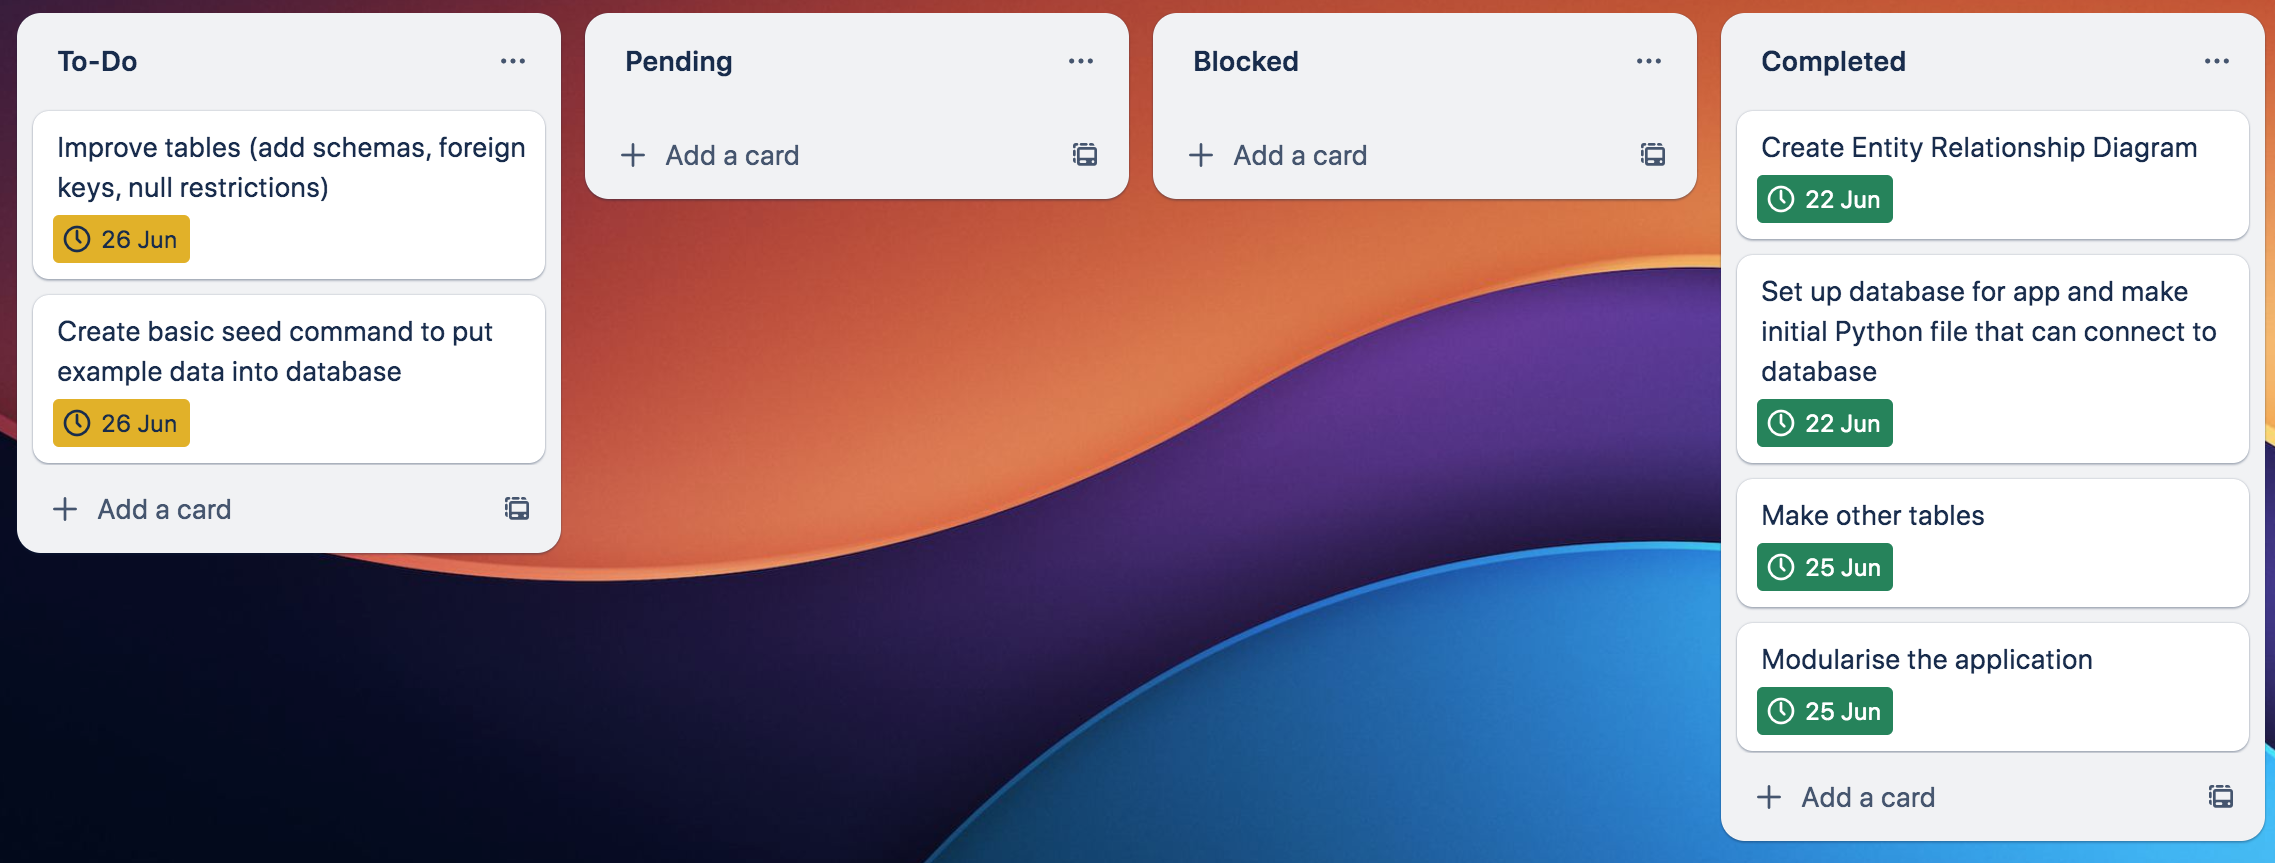 To-Do
Improve tables (add schemas, foreign
keys, null restrictions)
26 Jun
Create basic seed command to put
example data into database
26 Jun
Add a card
Pending
Add a card
Blocked
Add a card
Completed
Create Entity Relationship Diagram
22 Jun
Set up database for app and make
initial Python file that can connect to
database
22 Jun
Make other tables
25 Jun
Modularise the application
25 Jun
Add a card